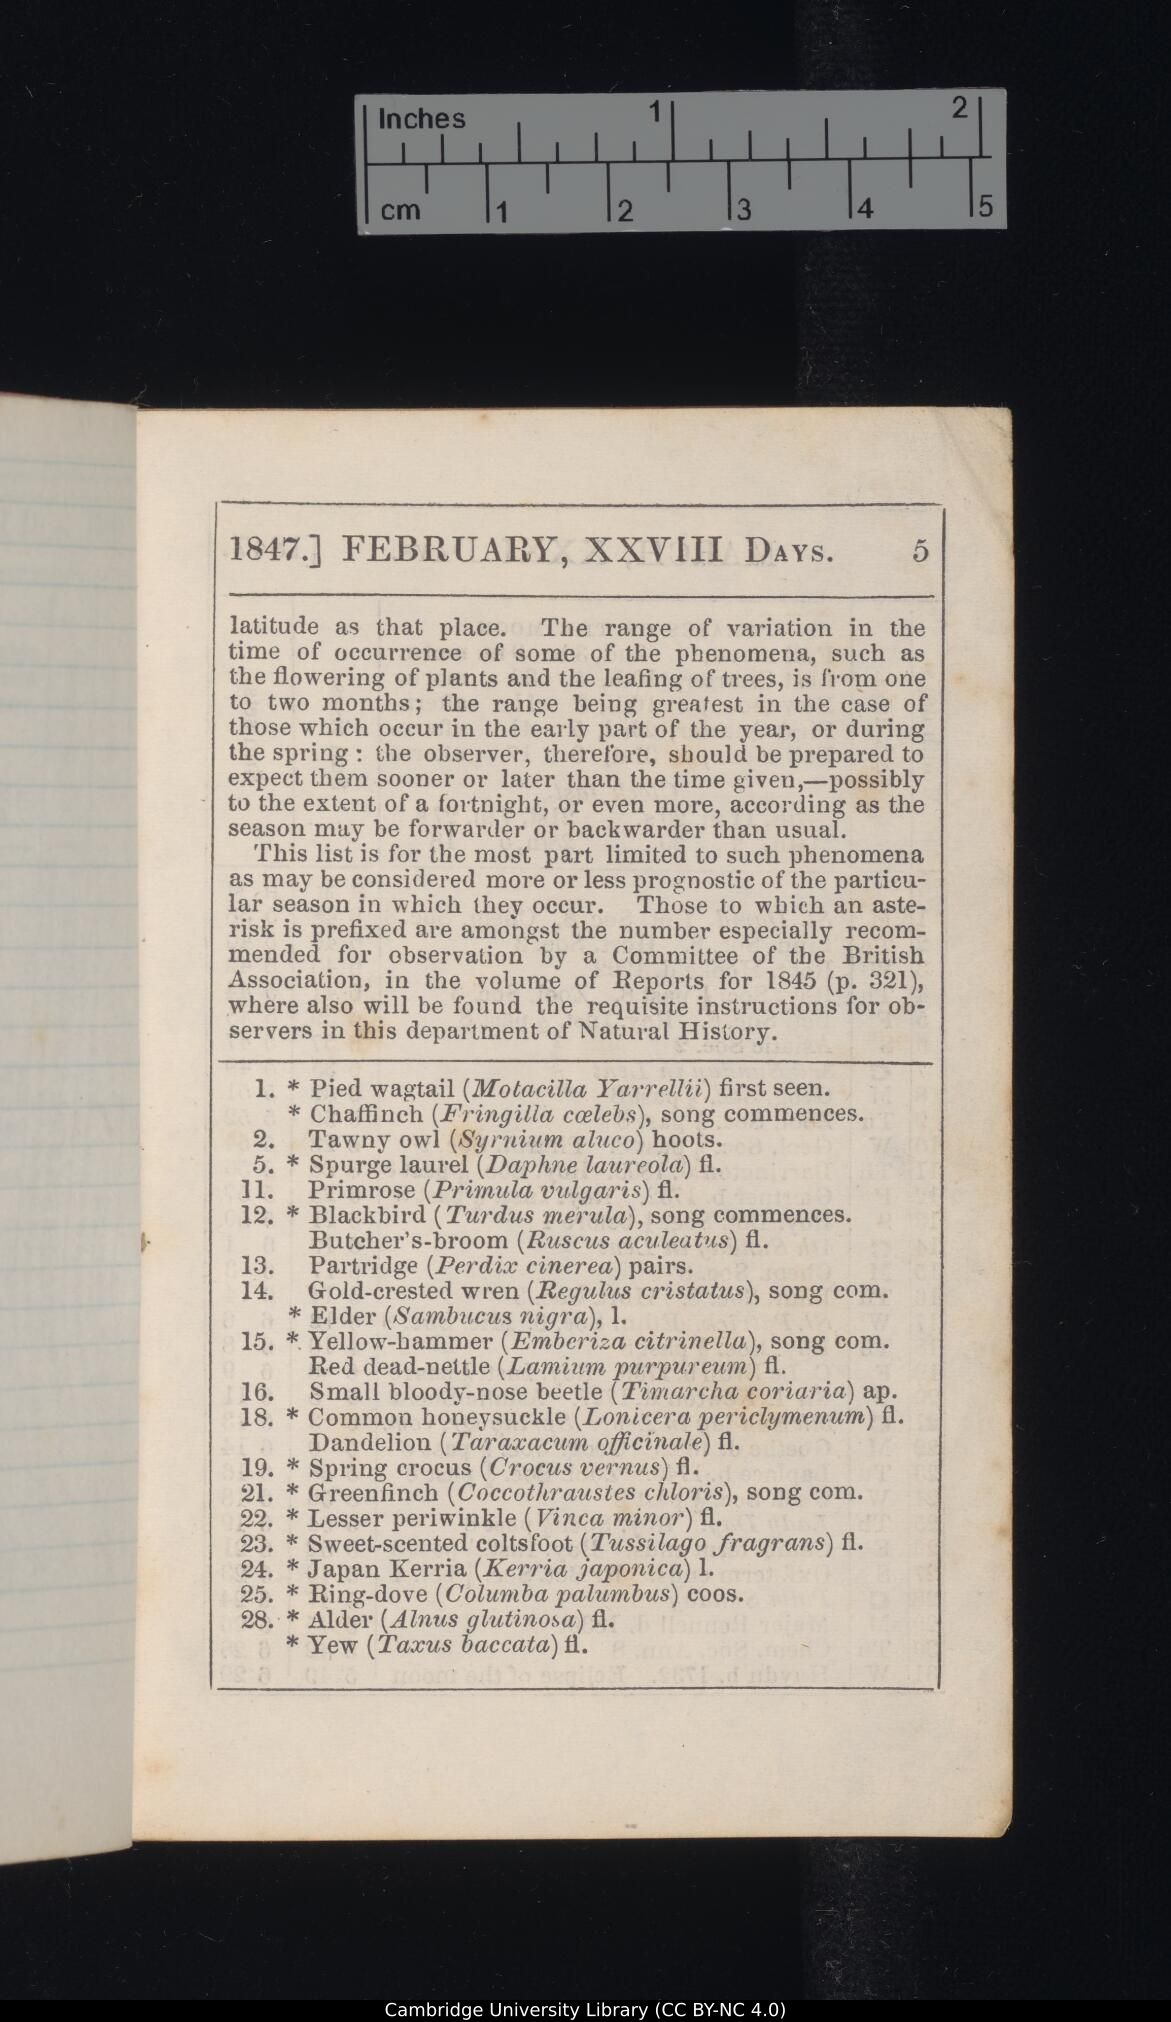 Inches 1 2
cm 1 2 3 4 5
1847.] FEBRUARY, XXVIII DAYS. 5
latitude as that place. The range of variation in the
time of occurrence of some of the phenomena, such as
the flowering of plants and the leafing of trees, is from one
to two months; the range being greatest in the case of
those which occur in the early part of the year, or during
the spring : the observer, therefore, should be prepared to
expect them sooner or later than the time given,—possibly
to the extent of a fortnight, or even more, according as the
season may be forwarder or backwarder than usual.
This list is for the most part limited to such phenomena
as may be considered more or less prognostic of the particu-
lar season in which they occur. Those to which an aste-
risk is prefixed are amongst the number especially recom-
mended for observation by a Committee of the British
Association, in the volume of Reports for 1845 (p. 321),
where also will be found the requisite instructions for ob-
servers in this department of Natural History.
1. * Pied wagtail (Motacilla Yarrellii) first seen.
* Chaffinch (Fringilla cœlebs), song commences.
2. Tawny owl (Syrnium aluco) hoots.
5. * Spurge laurel (Daphne laureola) fl.
11. Primrose (Primula vulgaris) fl.
12. * Blackbird (Turdus merula), song commences.
Butcher's-broom (Ruscus aculeatus) fl.
13. Partridge (Perdix cinerea) pairs.
14. Gold-crested wren (Regulus cristatus), song com.
* Elder (Sambucus nigra), l.
15. * Yellow-hammer (Emberiza citrinella), song com.
Red dead-nettle (Lamium purpureum) fl.
16. Small bloody-nose beetle (Timarcha coriaria) ap.
18. * Common honeysuckle (Lonicera periclymenum) fl.
Dandelion (Taraxacum officinale) fl.
19. * Spring crocus (Crocus vernus) fl.
21. * Greenfinch (Coccothraustes chloris), song com.
22. * Lesser periwinkle (Vinca minor) fl.
23. * Sweet-scented coltsfoot (Tussilago fragrans) fl.
24. * Japan Kerria (Kerria japonica) l.
25. * Ring-dove (Columba palumbus) coos.
28. * Alder (Alnus glutinosa) fl.
* Yew (Taxus baccata) fl.
Cambridge University Library (CC BY-NC 4.0)